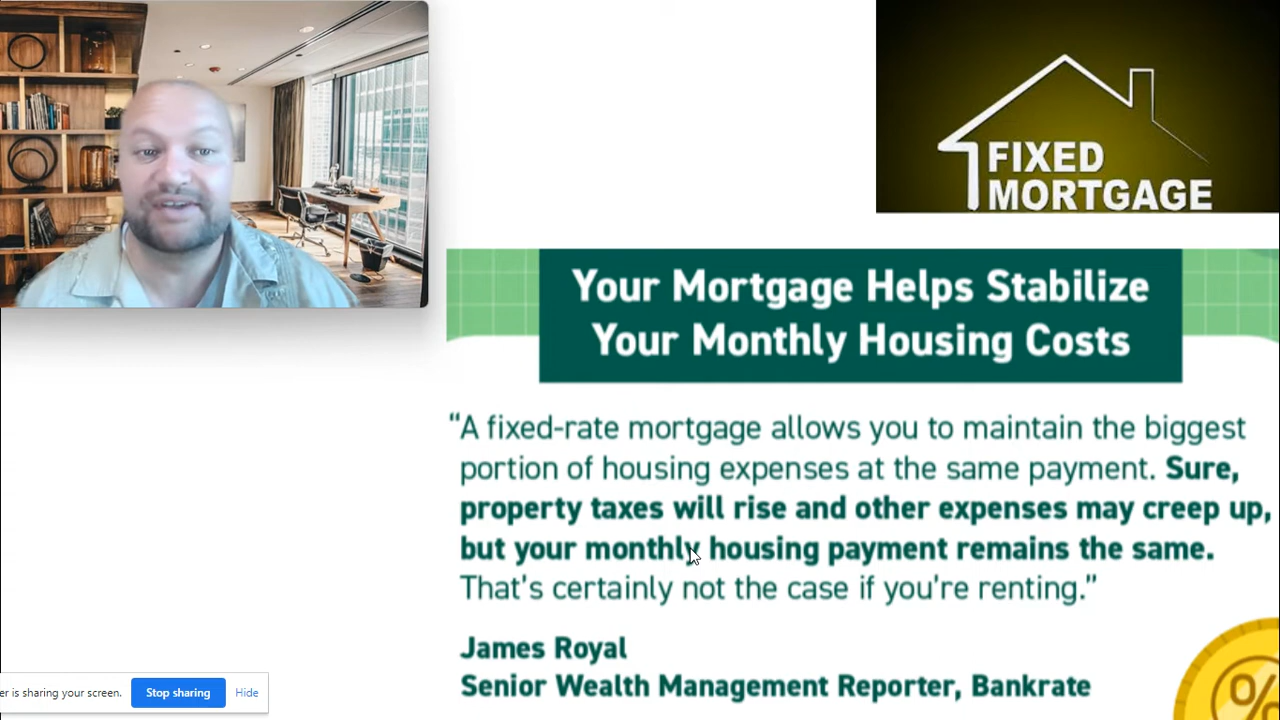 FIXED
MORTGAGE
Your Mortgage Helps Stabilize
Your Monthly Housing Costs
“A fixed-rate mortgage allows you to maintain the biggest
portion of housing expenses at the same payment. Sure,
property taxes will rise and other expenses may creep up,
but your monthly housing payment remains the same.
That’s certainly not the case if you’re renting.”
James Royal
Senior Wealth Management Reporter, Bankrate
er is sharing your screen.
Stop sharing
Hide
%